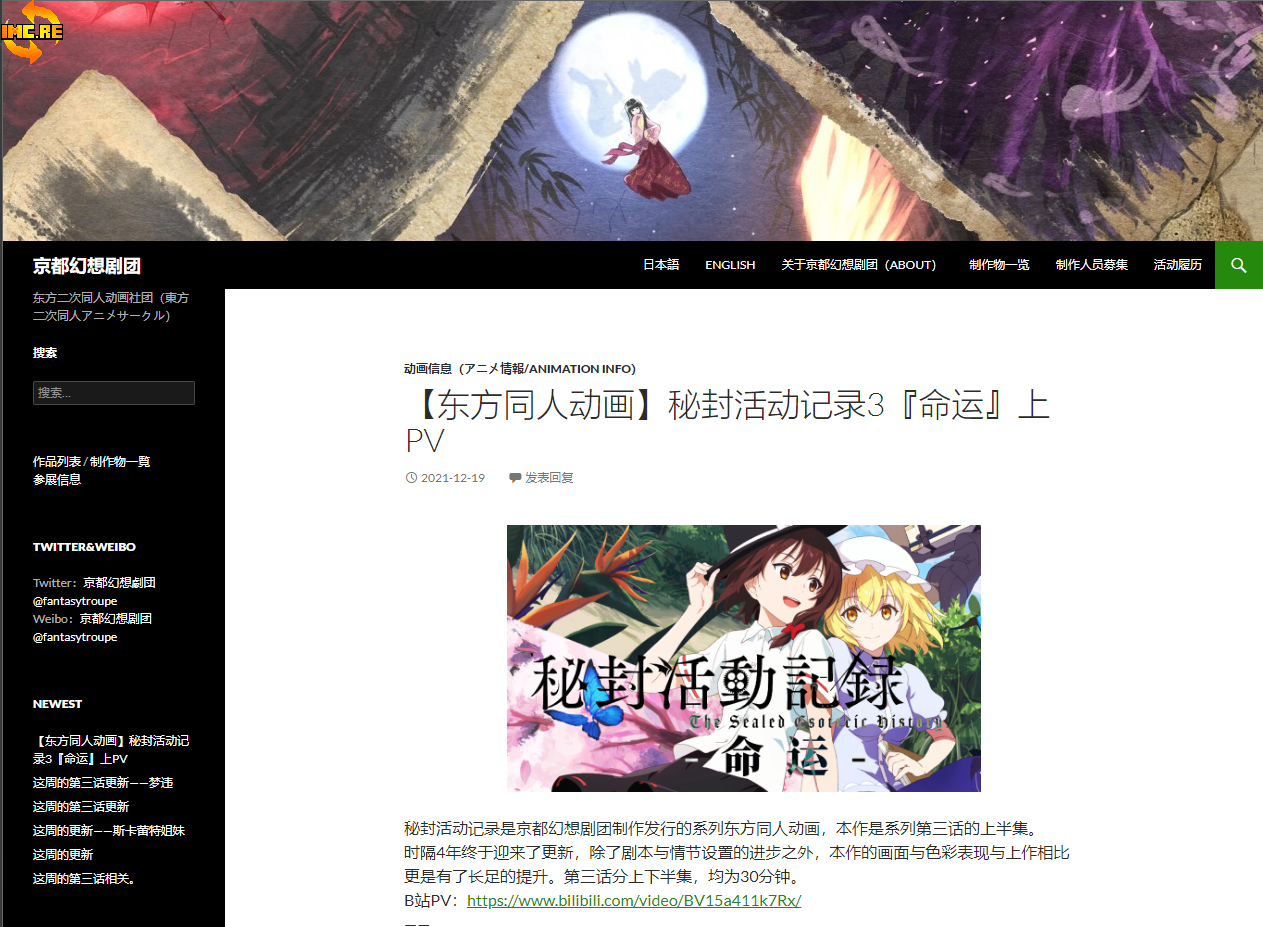 IMC.RE
京都幻想剧团
日本語 ENGLISH 关于京都幻想剧团（ABOUT） 制作物一览 制作人员募集 活动履历
东方二次同人动画社团（東方
二次同人アニメサークル）
搜索
搜索…
作品列表 / 制作物一覧
参展信息
TWITTER&WEIBO
Twitter：京都幻想劇団
@fantasytroupe
Weibo：京都幻想剧团
@fantasytroupe
NEWEST
【东方同人动画】秘封活动记
录3『命运』上PV
这周的第三话更新——梦违
这周的第三话更新
这周的更新——斯卡蕾特姐妹
这周的更新
这周的第三话相关。
动画信息（アニメ情報/ANIMATION INFO）
【东方同人动画】秘封活动记录3『命运』上
PV
2021-12-19 发表回复
秘封活動記録
The Sealed Esoteric History
- 命运 -
秘封活动记录是京都幻想剧团制作发行的系列东方同人动画，本作是系列第三话的上半集。
时隔4年终于迎来了更新，除了剧本与情节设置的进步之外，本作的画面与色彩表现与上作相比
更是有了长足的提升。第三话分上下半集，均为30分钟。
B站PV：https://www.bilibili.com/video/BV15a411k7Rx/